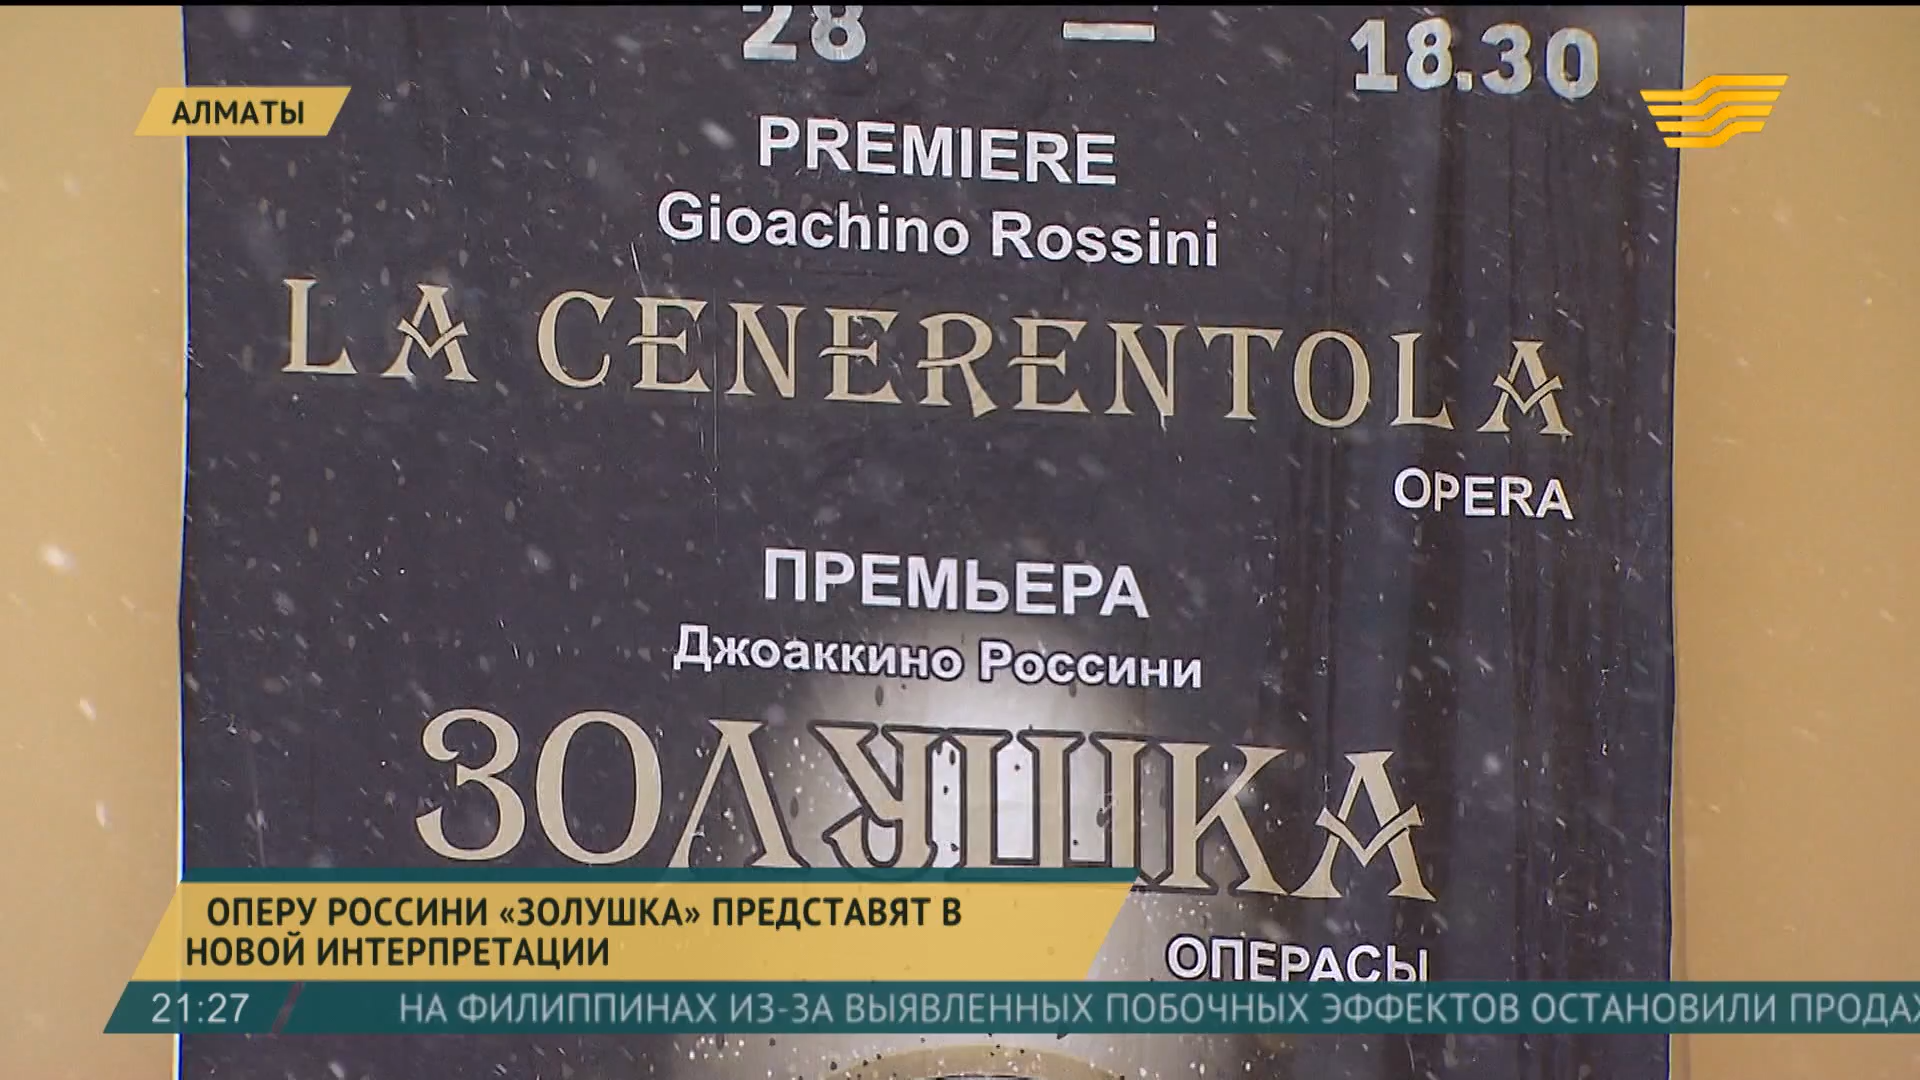 28 — 18.30
АЛМАТЫ
PREMIERE
Gioachino Rossini
LA CENERENTOLA
OPERA
ПРЕМЬЕРА
Джоаккино Россини
ЗОЛУШКА
ОПЕРАСЫ
ОПЕРУ РОССИНИ «ЗОЛУШКА» ПРЕДСТАВЯТ В
НОВОЙ ИНТЕРПРЕТАЦИИ
21:27 НА ФИЛИППИНАХ ИЗ-ЗА ВЫЯВЛЕННЫХ ПОБОЧНЫХ ЭФФЕКТОВ ОСТАНОВИЛИ ПРОДАЖ